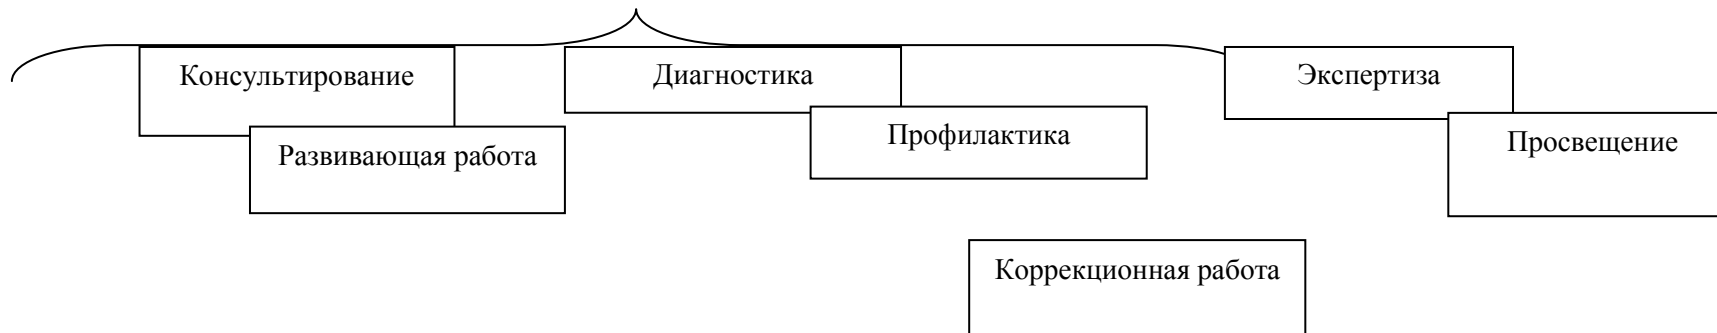 Консультирование
Диагностика
Экспертиза
Профилактика
Просвещение
Развивающая работа
Коррекционная работа